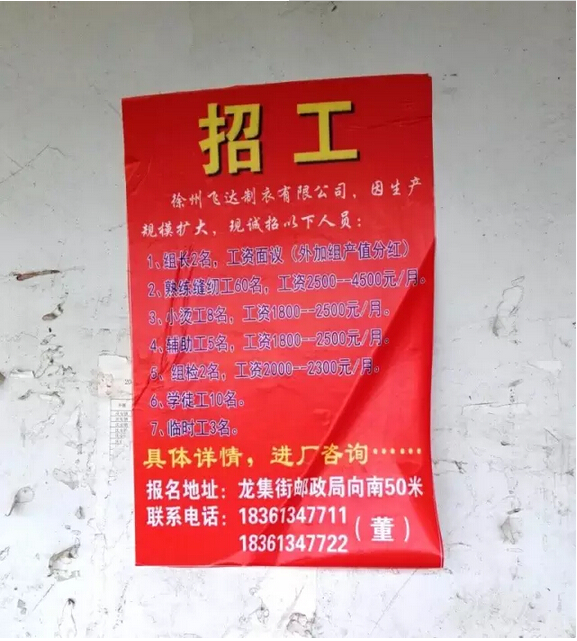 招工
徐州飞达制衣有限公司，因生产
规模扩大，现诚招以下人员：
1、组长2名，工资面议（外加组产值分红）
2、熟练缝纫工60名，工资2500--4500元/月。
3、小烫工8名，工资1800--2500元/月。
4、辅助工5名，工资1800--2500元/月。
5、组检2名，工资2000--2300元/月。
6、学徒工10名。
7、临时工3名。
具体详情，进厂咨询……
报名地址：龙集街邮政局向南50米
联系电话：18361347711（董）
18361347722